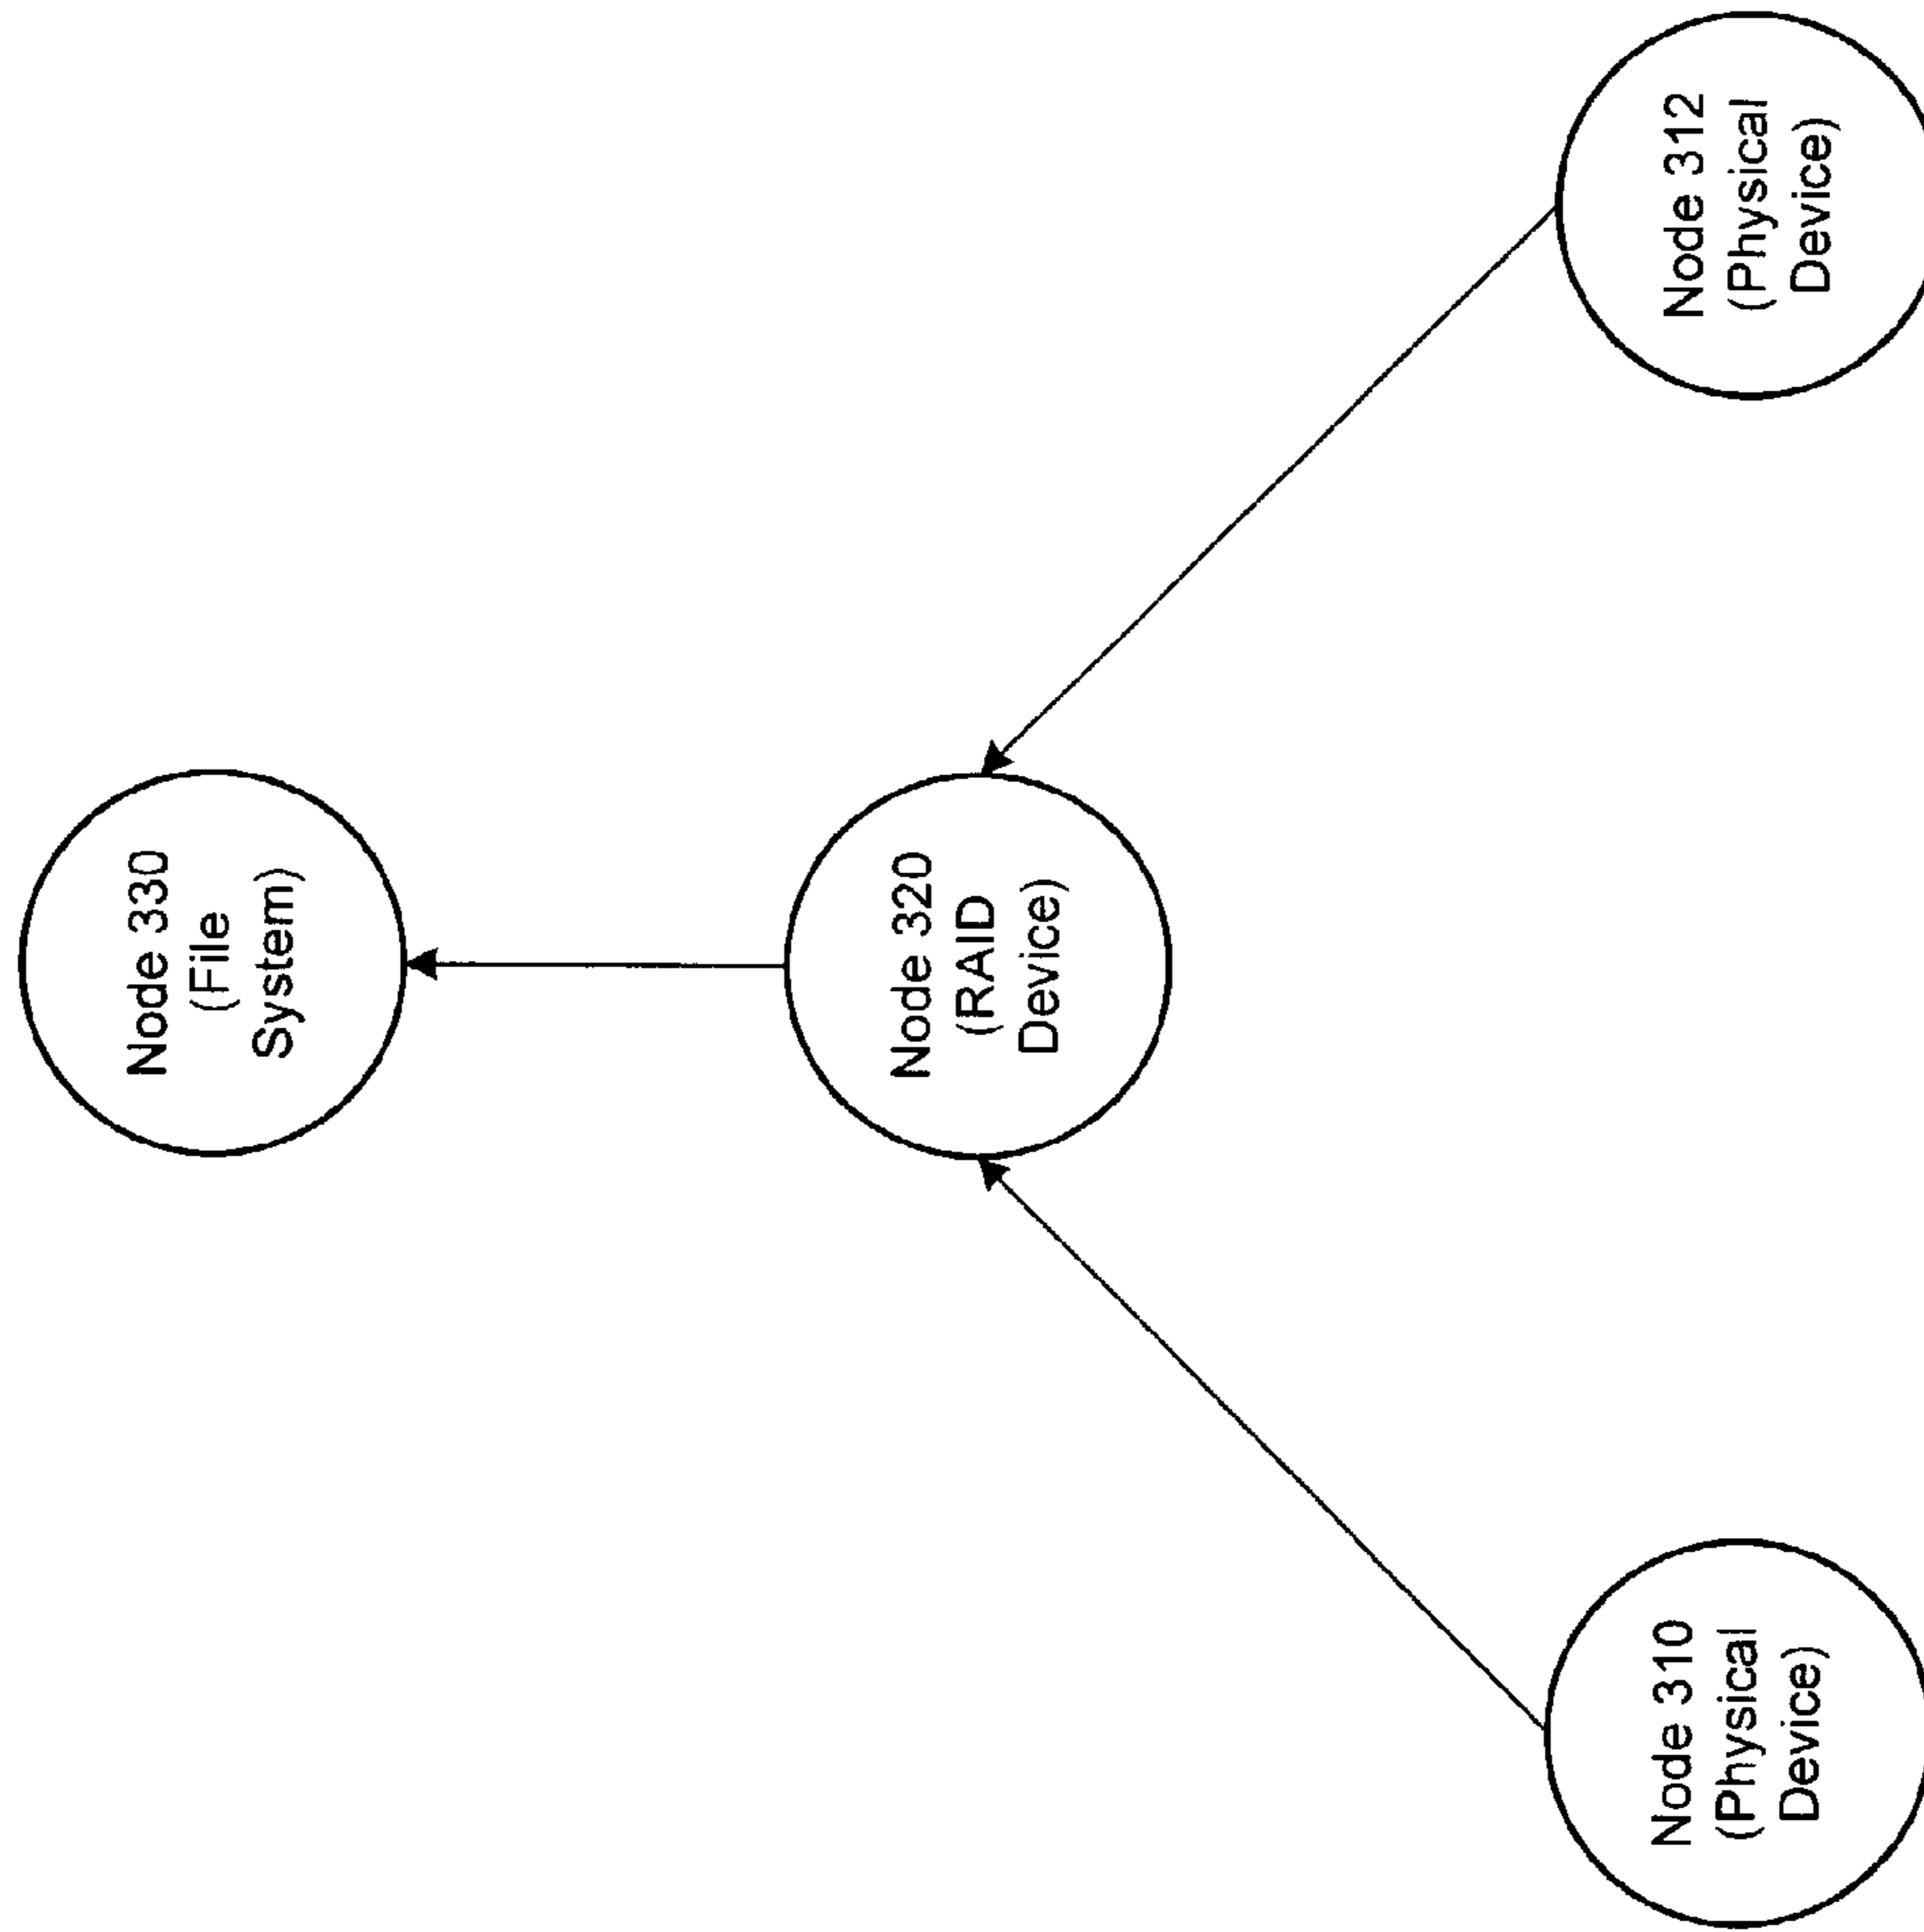 Node 330
(File
System)
Node 320
(RAID
Device)
Node 310
(Physical
Device)
Node 312
(Physical
Device)